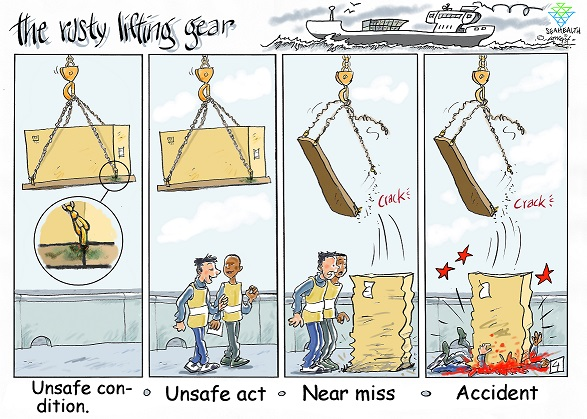 the rusty lifting gear
SEAHEALTH
CRACK
CRACK
Unsafe con-
dition.
Unsafe act
Near miss
Accident